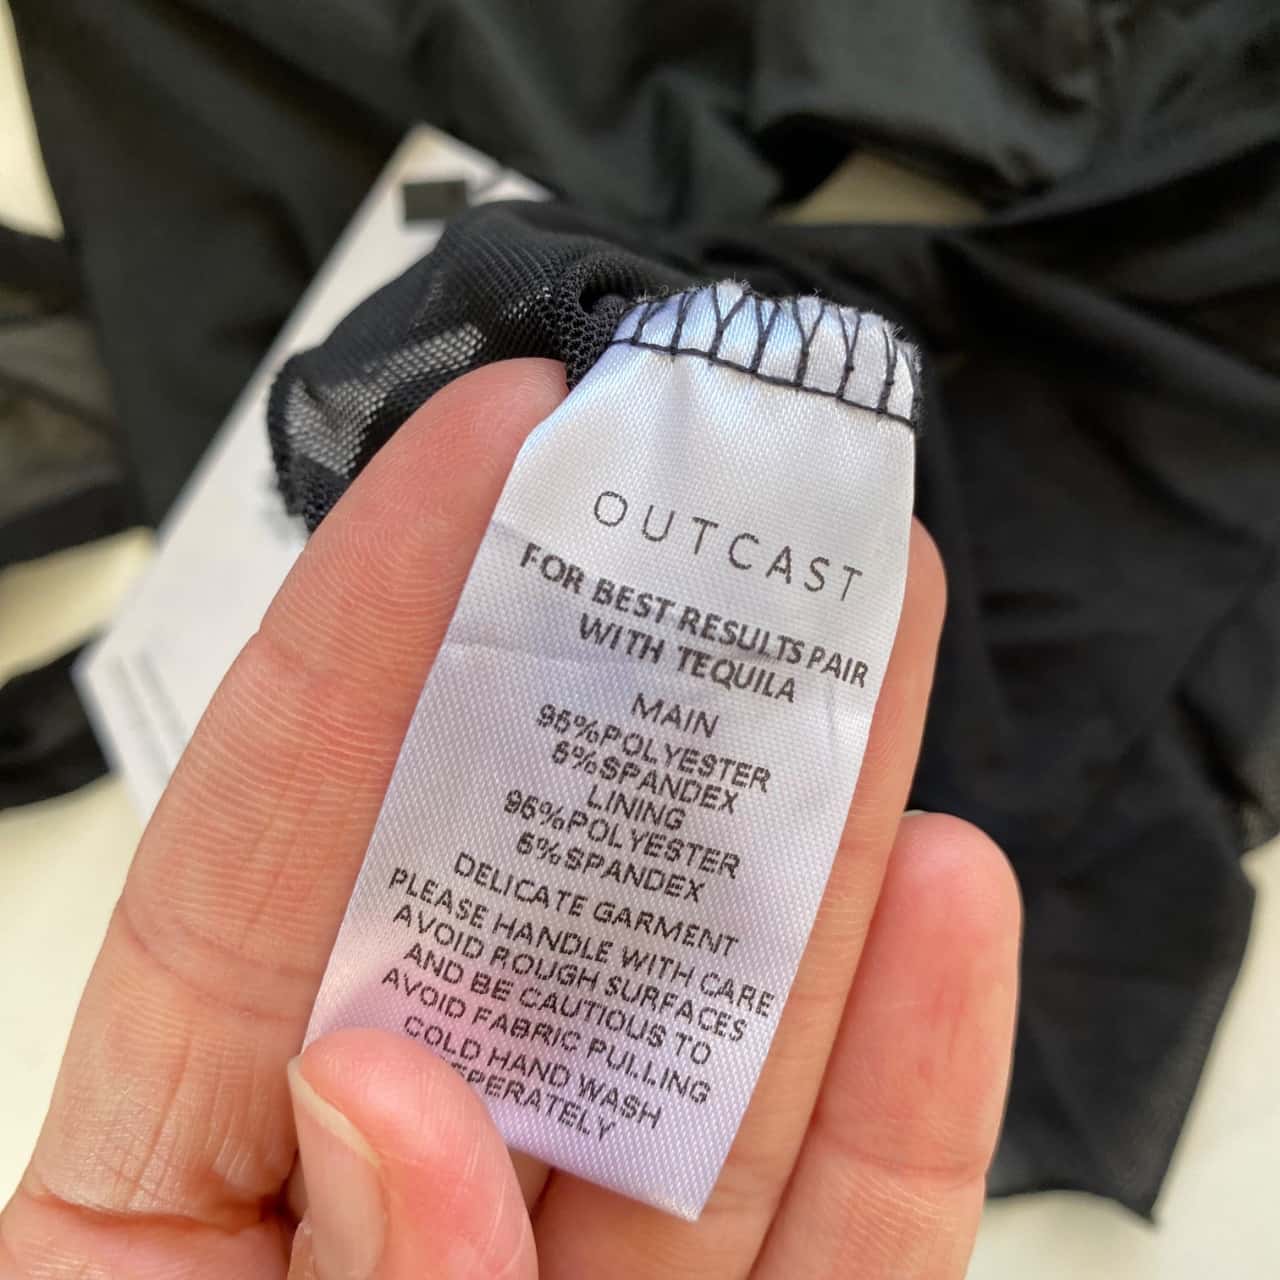 OUTCAST
FOR BEST RESULTS PAIR
WITH TEQUILA
MAIN
95%POLYESTER
5%SPANDEX
LINING
95%POLYESTER
5%SPANDEX
DELICATE GARMENT
PLEASE HANDLE WITH CARE
AVOID ROUGH SURFACES
AND BE CAUTIOUS TO
AVOID FABRIC PULLING
COLD HAND WASH
SEPERATELY